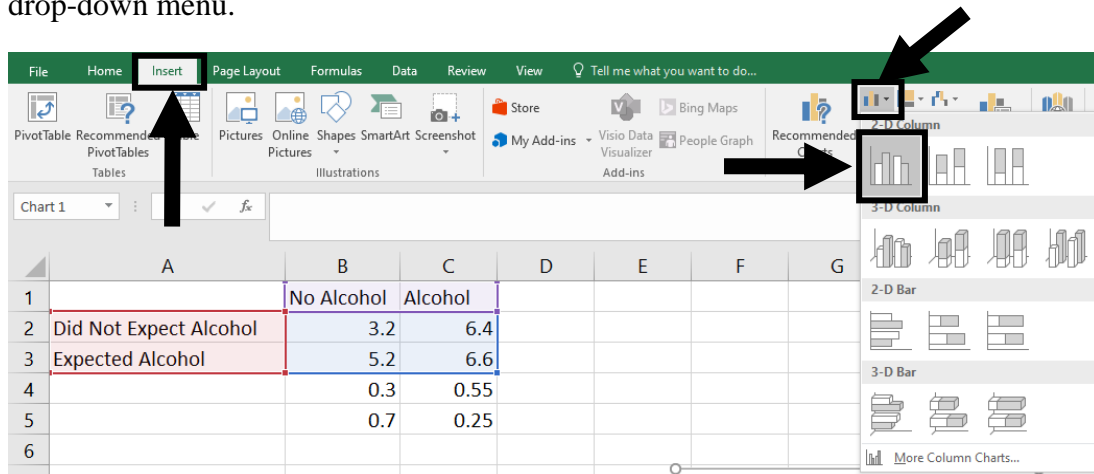 drop-down menu.
File Home Insert Page Layout Formulas Data Review View Tell me what you want to do...
PivotTable Recommended PivotTables
Tables
Pictures Online Pictures Shapes SmartArt Screenshot
Illustrations
Store
My Add-ins
Visio Data Visualizer
Bing Maps
People Graph
Add-ins
Recommended
2-D Column
3-D Column
2-D Bar
3-D Bar
More Column Charts...
Chart 1 fx
A B C D E F G
1 No Alcohol Alcohol
2 Did Not Expect Alcohol 3.2 6.4
3 Expected Alcohol 5.2 6.6
4 0.3 0.55
5 0.7 0.25
6